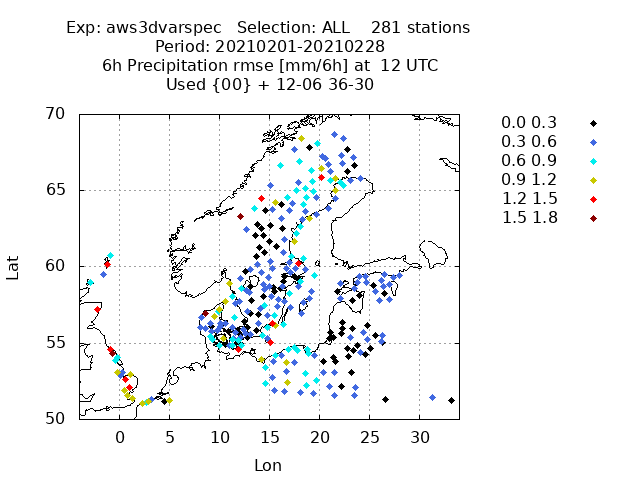 Exp: aws3dvarspec   Selection: ALL    281 stations
Period: 20210201-20210228
6h Precipitation rmse [mm/6h] at  12 UTC
Used {00} + 12-06 36-30
70
65
60
55
50
Lat
0 5 10 15 20 25 30
Lon
0.0 0.3
0.3 0.6
0.6 0.9
0.9 1.2
1.2 1.5
1.5 1.8